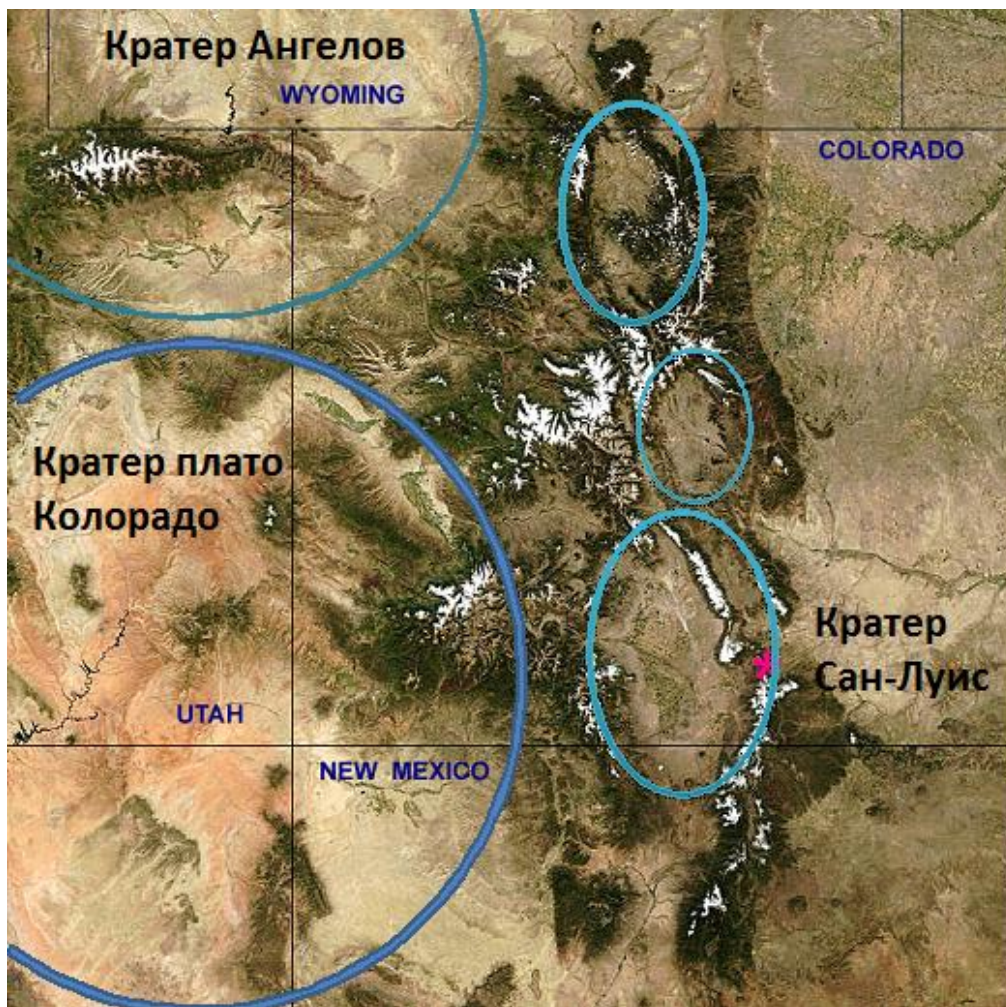 Кратер Ангелов
WYOMING
COLORADO
Кратер плато
Колорадо
Кратер
Сан-Луис
UTAH
NEW MEXICO